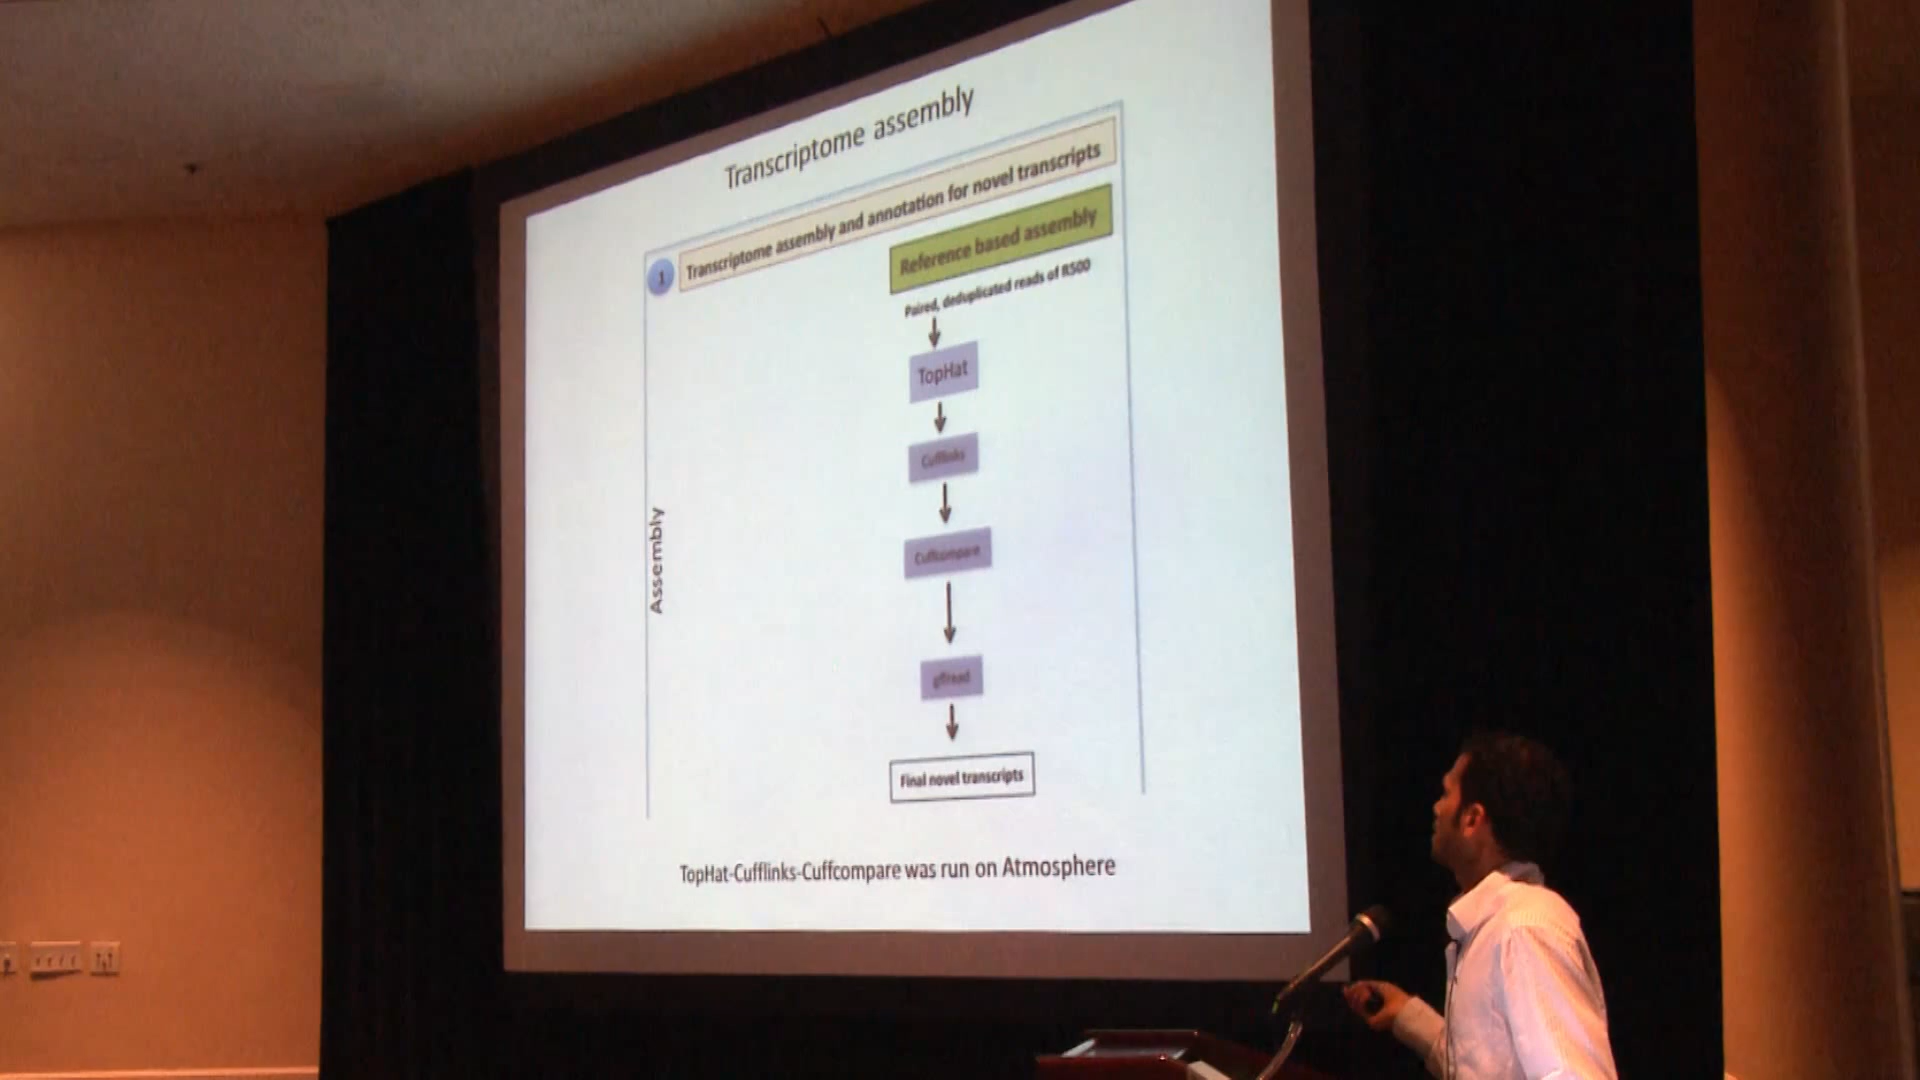 Transcriptome assembly
1
Transcriptome assembly and annotation for novel transcripts
Reference based assembly
Paired, deduplicated reads of R500
TopHat
Cufflinks
Cuffcompare
gffread
Assembly
Final novel transcripts
TopHat-Cufflinks-Cuffcompare was run on Atmosphere